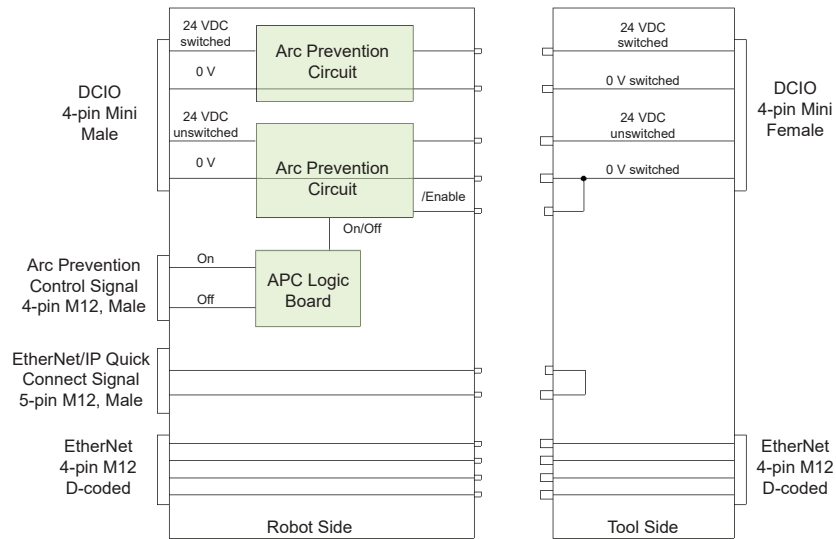 DCIO
4-pin Mini
Male
24 VDC
switched
0 V
24 VDC
unswitched
0 V
Arc Prevention
Circuit
Arc Prevention
Circuit
/Enable
On/Off
Arc Prevention
Control Signal
4-pin M12, Male
On
Off
APC Logic
Board
EtherNet/IP Quick
Connect Signal
5-pin M12, Male
EtherNet
4-pin M12
D-coded
Robot Side
24 VDC
switched
0 V switched
24 VDC
unswitched
0 V switched
DCIO
4-pin Mini
Female
EtherNet
4-pin M12
D-coded
Tool Side